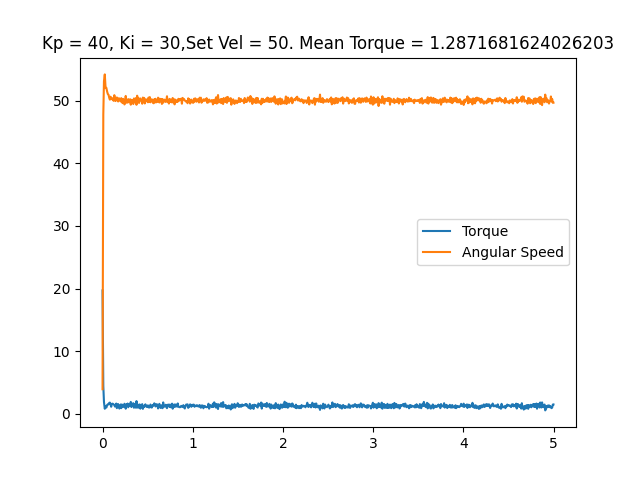 Kp = 40, Ki = 30,Set Vel = 50. Mean Torque = 1.2871681624026203
50
40
30
20
10
0
Torque
Angular Speed
0 1 2 3 4 5